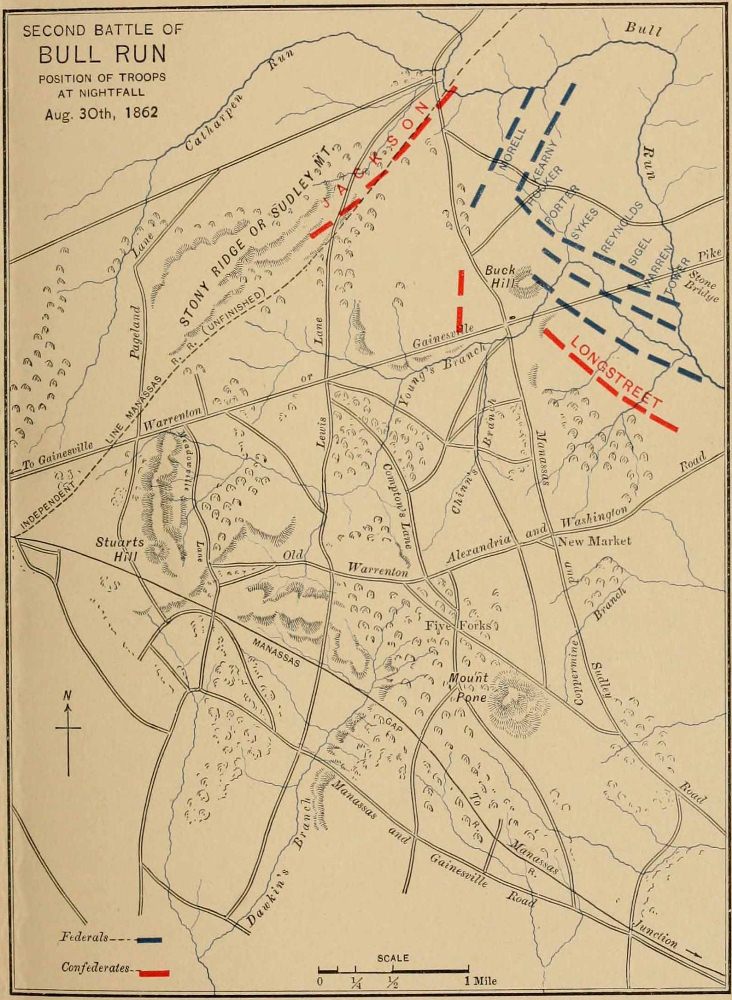 SECOND BATTLE OF
BULL RUN
POSITION OF TROOPS
AT NIGHTFALL
Aug. 30th, 1862
Catharpen Run
Bull
Run
JACKSON
MORELL
KEARNY
HOOKER
PORTER
SYKES
REYNOLDS
SIGEL
WARREN
TOWER
STONY RIDGE OR SUDLEY MT.
Pageland Lane
Buck
Hill
Pike
Stone
Bridge
INDEPENDENT LINE MANASSAS R. R. (UNFINISHED)
Lewis Lane
Warrenton or Gainesville
Young's Branch
LONGSTREET
To Gainesville
Meadowville
Lane
Compton's Lane
Chinn's Branch
Manassas
Stuarts
Hill
Old Warrenton Alexandria and Washington Road
New Market
Five Forks
MANASSAS
GAP
R.
R.
Mount
Pone
Coppermine run
Branch
Sudley
Road
To
Manassas
Junction
Dawkin's Branch
Manassas and Gainesville Road
N
Federals
Confederates
SCALE
0 ¼ ½ 1 Mile